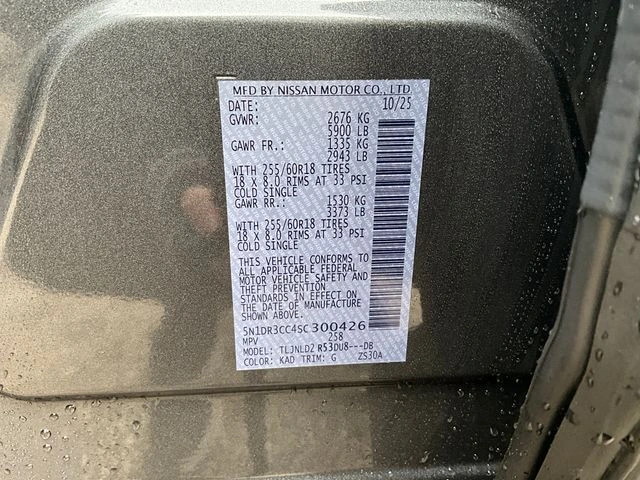 MFD BY NISSAN MOTOR CO., LTD.
DATE: 10/25
GVWR: 2676 KG
5900 LB
GAWR FR.: 1335 KG
2943 LB
WITH 255/60R18 TIRES
18 X 8.0 RIMS AT 33 PSI
COLD SINGLE
GAWR RR.: 1530 KG
3373 LB
WITH 255/60R18 TIRES
18 X 8.0 RIMS AT 33 PSI
COLD SINGLE
THIS VEHICLE CONFORMS TO
ALL APPLICABLE FEDERAL
MOTOR VEHICLE SAFETY AND
THEFT PREVENTION
STANDARDS IN EFFECT ON
THE DATE OF MANUFACTURE
SHOWN ABOVE.
5N1DR3CC4SC300426
MPV 258
MODEL: TLJNLD2 R53DU8---DB
COLOR: KAD TRIM: G ZS30A